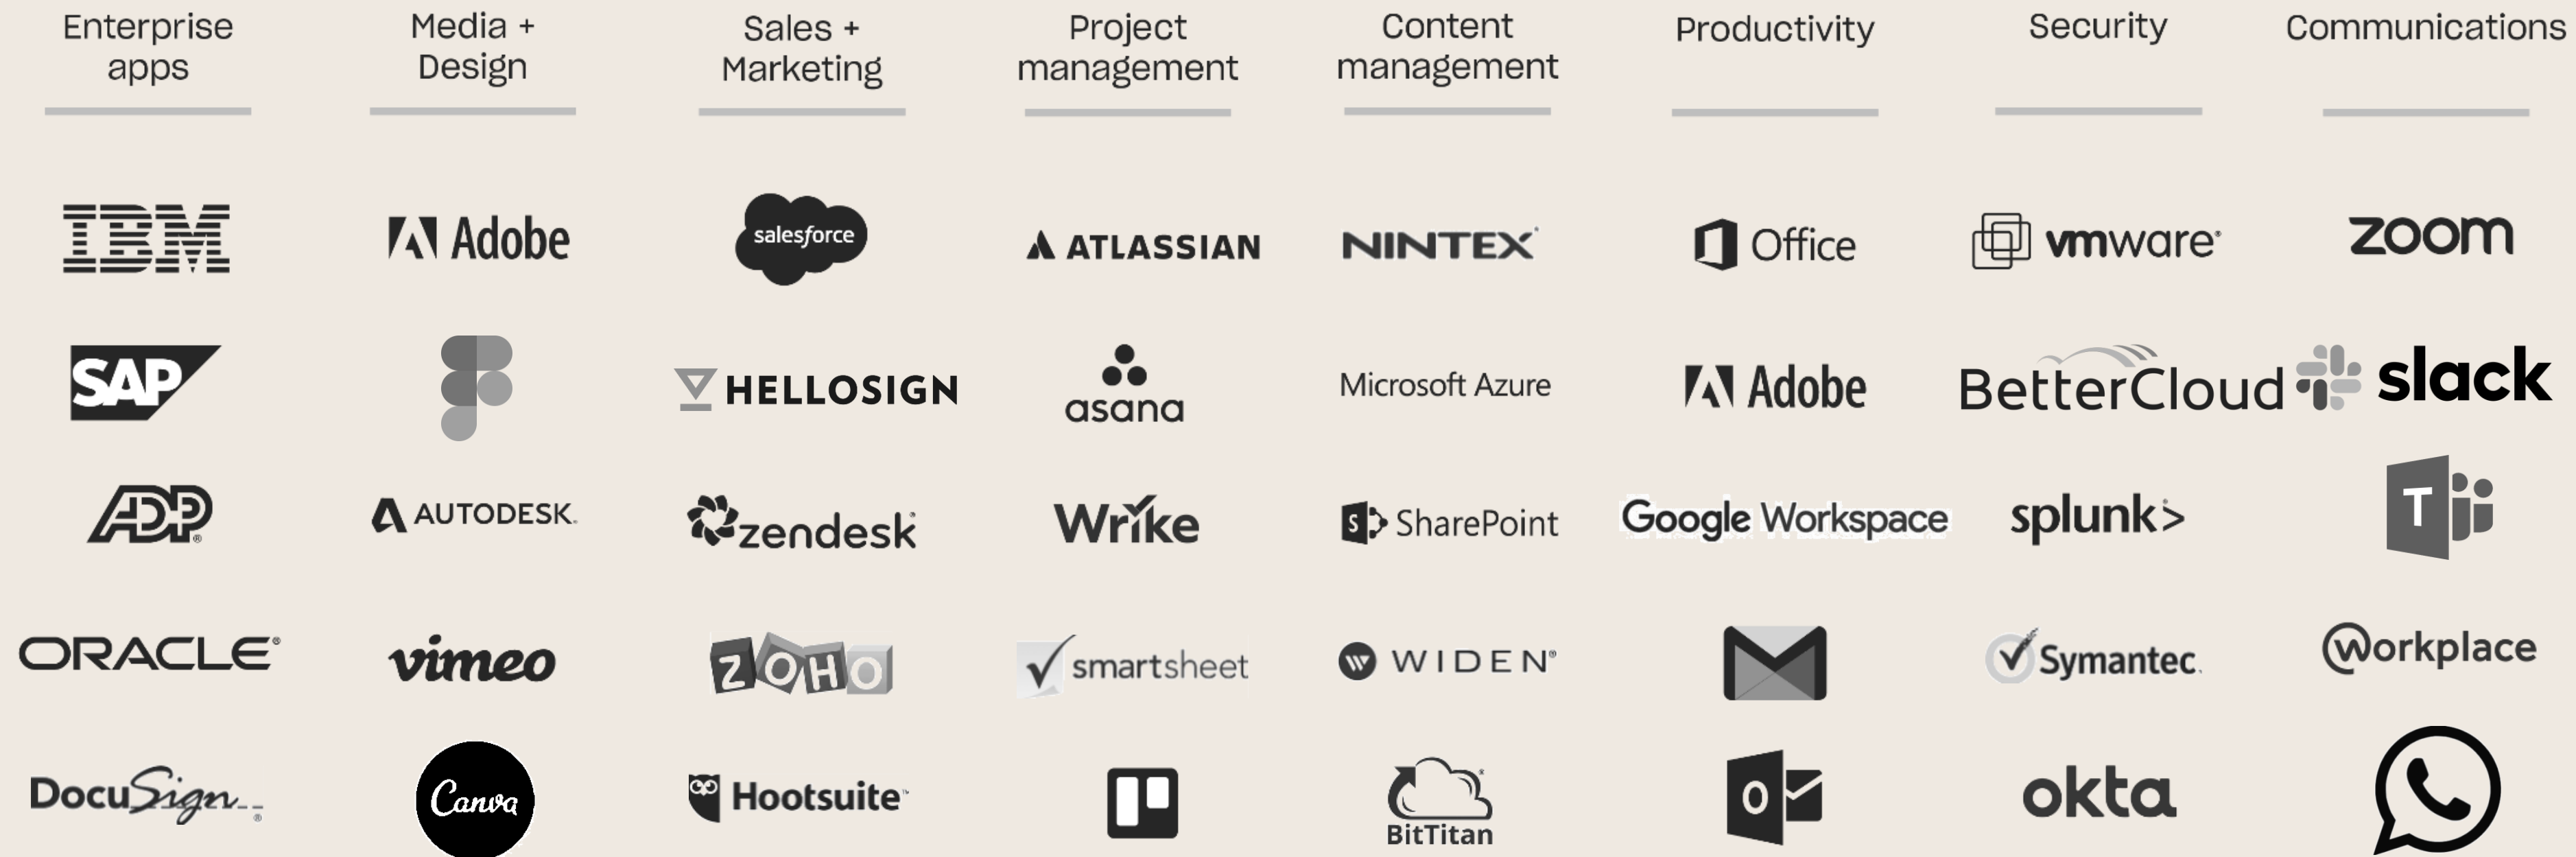 Enterprise
apps
Media +
Design
Sales +
Marketing
Project
management
Content
management
Productivity
Security
Communications
IBM
Adobe
salesforce
ATLASSIAN
NINTEX
Office
vmware®
zoom
SAP
HELLOSIGN
asana
Microsoft Azure
Adobe
BetterCloud
slack
ADP®
AUTODESK.
zendesk
Wrike
S SharePoint
Google Workspace
splunk>
T
ORACLE®
vimeo
ZOHO
smartsheet
W WIDEN®
Symantec.
Workplace
DocuSign®
Canva
Hootsuite™
BitTitan
O
okta